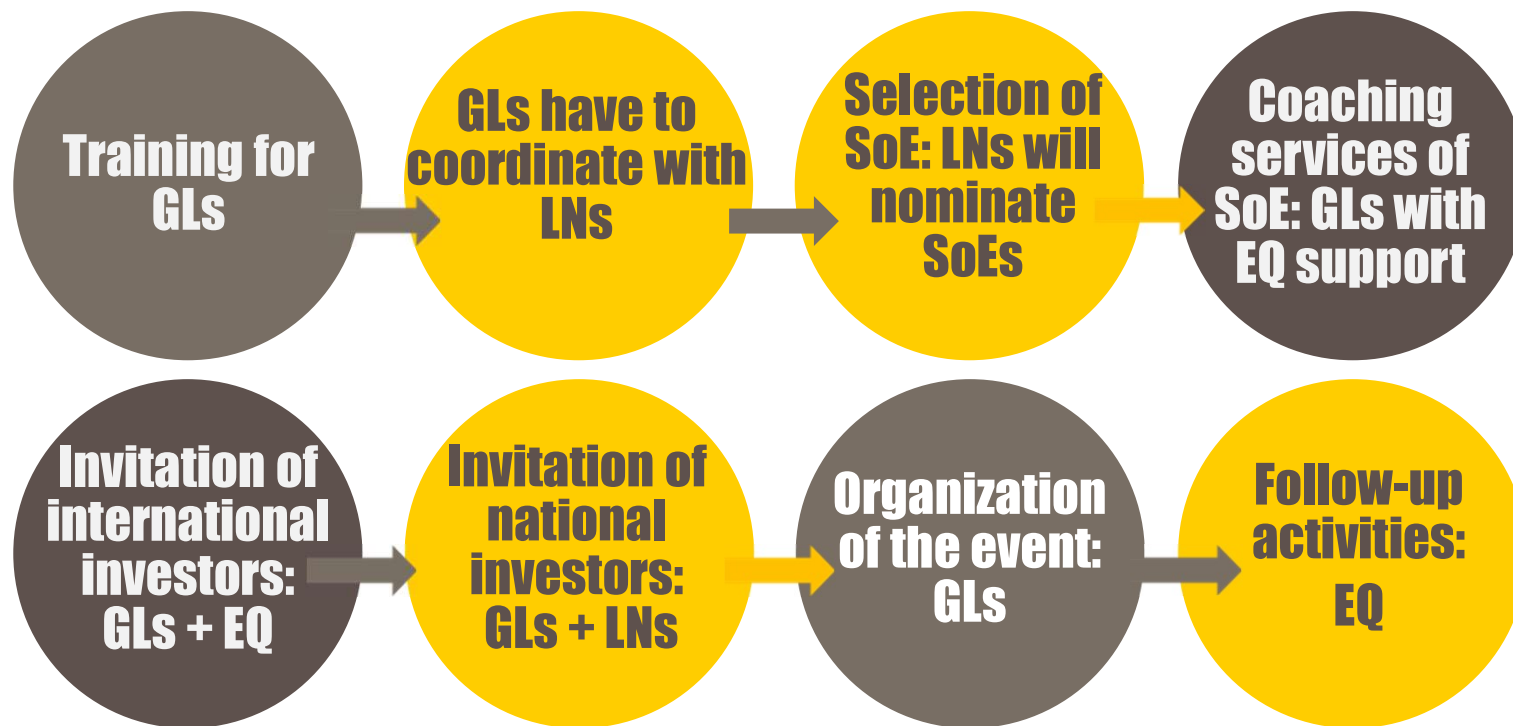 Training for
GLs
GLs have to
coordinate with
LNs
Selection of
SoE: LNs will
nominate
SoEs
Coaching
services of
SoE: GLs with
EQ support
Invitation of
international
investors:
GLs + EQ
Invitation of
national
investors:
GLs + LNs
Organization
of the event:
GLs
Follow-up
activities:
EQ